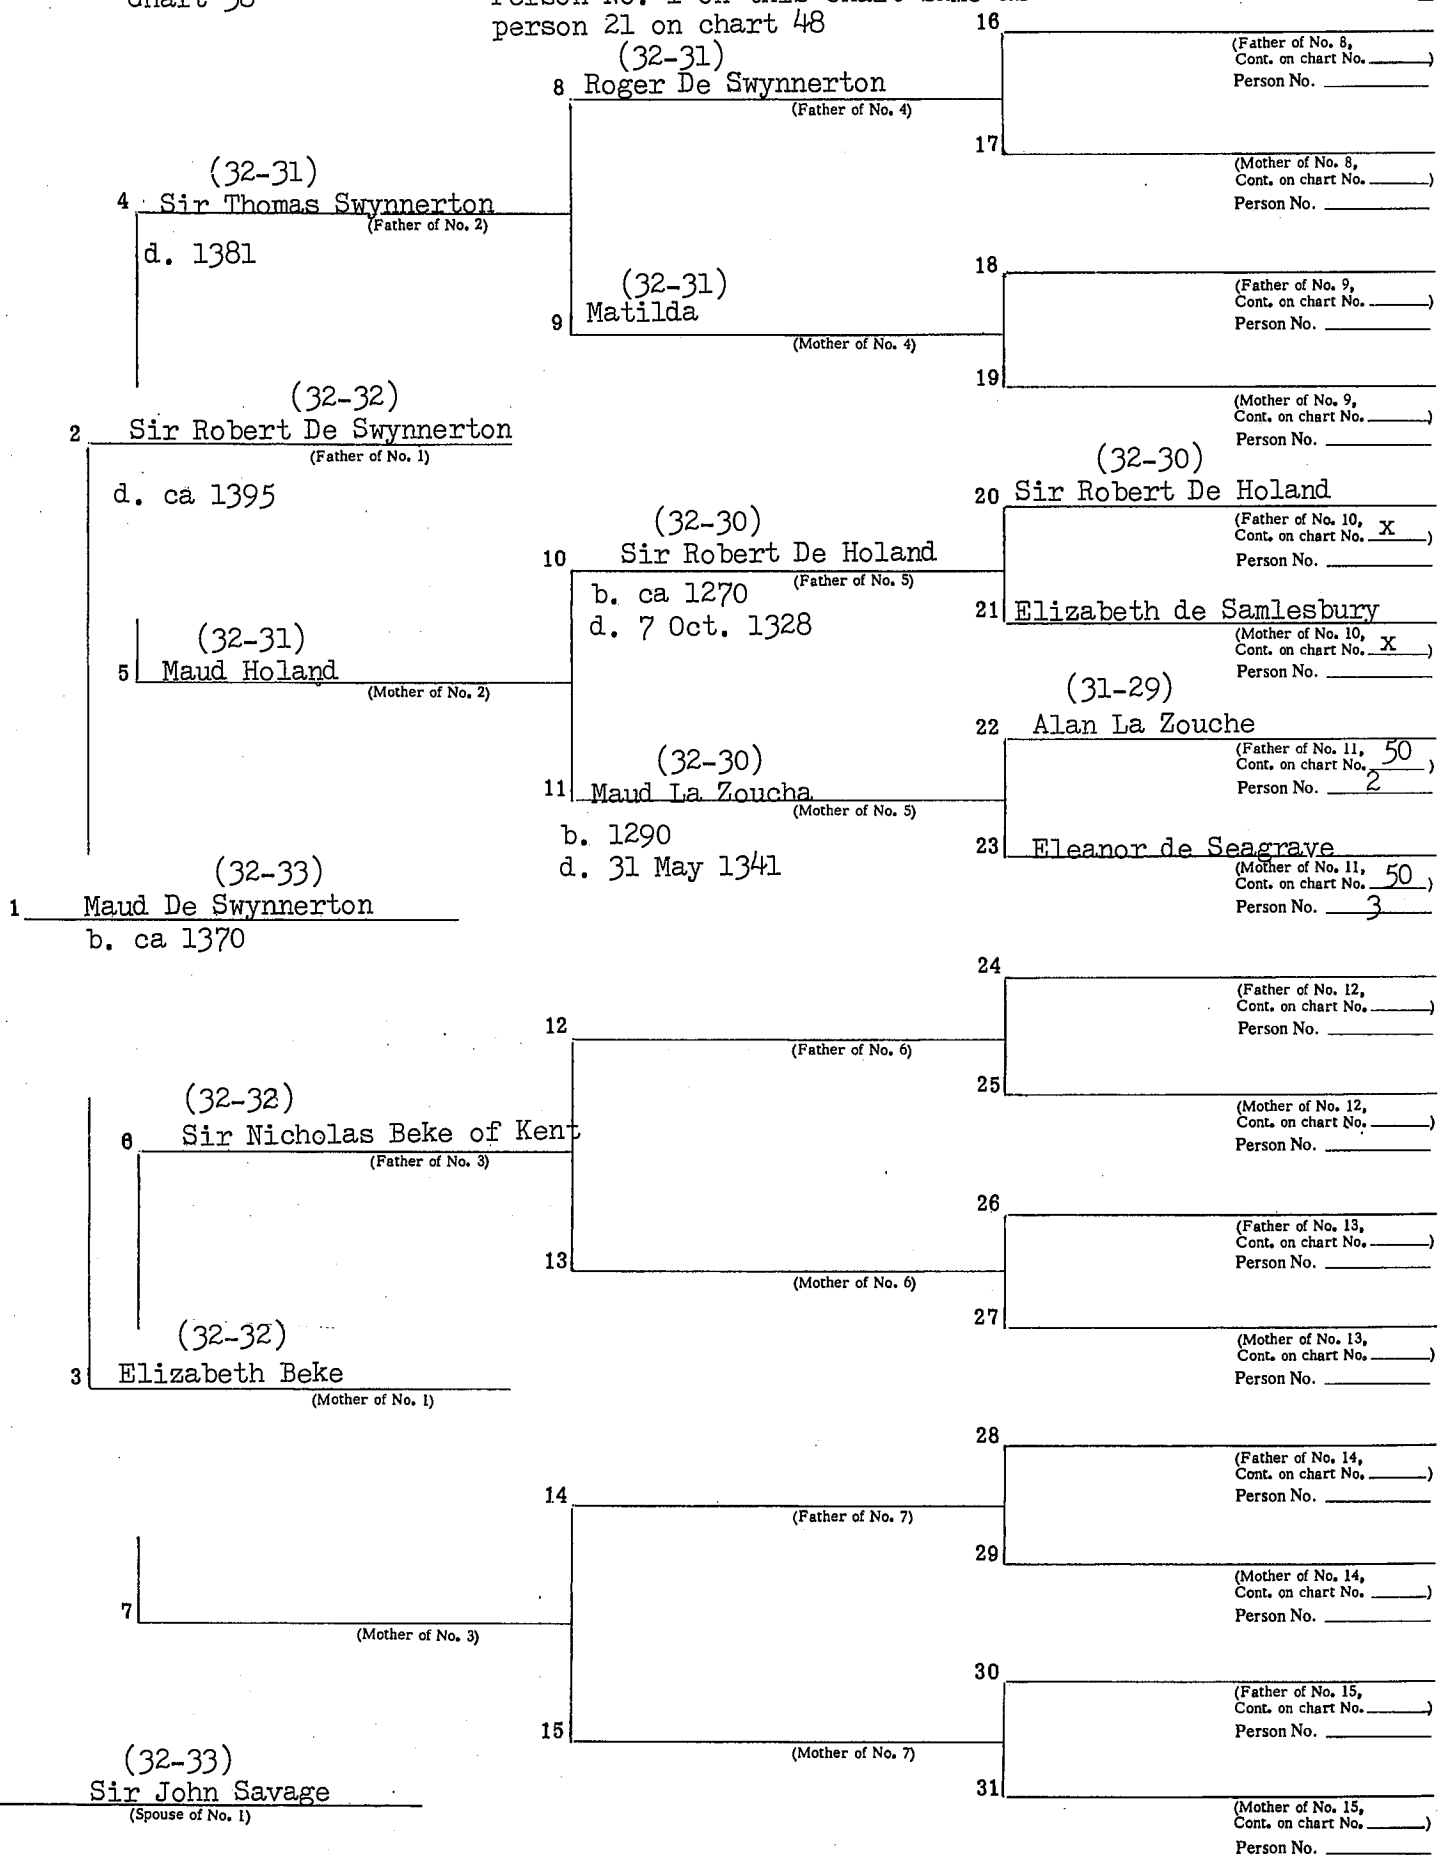 Chart 58
Person No. 1 on this chart same as
person 21 on chart 48
16
(Father of No. 8,
Cont. on chart No. )
Person No.
(32-31)
8 Roger De Swynnerton
(Father of No. 4)
17
(Mother of No. 8,
Cont. on chart No. )
Person No.
(32-31)
4 Sir Thomas Swynnerton
(Father of No. 2)
d. 1381
18
(Father of No. 9,
Cont. on chart No. )
Person No.
(32-31)
9 Matilda
(Mother of No. 4)
19
(Mother of No. 9,
Cont. on chart No. )
Person No.
(32-32)
2 Sir Robert De Swynnerton
(Father of No. 1)
d. ca 1395
(32-30)
20 Sir Robert De Holand
(Father of No. 10,
Cont. on chart No. x )
Person No.
(32-30)
10 Sir Robert De Holand
(Father of No. 5)
b. ca 1270
d. 7 Oct. 1328
21 Elizabeth de Samlesbury
(Mother of No. 10,
Cont. on chart No. x )
Person No.
(32-31)
5 Maud Holand
(Mother of No. 2)
(31-29)
22 Alan La Zouche
(Father of No. 11,
Cont. on chart No. 50 )
Person No. 2
(32-30)
11 Maud La Zoucha
(Mother of No. 5)
b. 1290
d. 31 May 1341
23 Eleanor de Seagrave
(Mother of No. 11,
Cont. on chart No. 50 )
Person No. 3
(32-33)
1 Maud De Swynnerton
b. ca 1370
24
(Father of No. 12,
Cont. on chart No. )
Person No.
12
(Father of No. 6)
25
(Mother of No. 12,
Cont. on chart No. )
Person No.
(32-32)
6 Sir Nicholas Beke of Kent
(Father of No. 3)
26
(Father of No. 13,
Cont. on chart No. )
Person No.
13
(Mother of No. 6)
27
(Mother of No. 13,
Cont. on chart No. )
Person No.
(32-32)
3 Elizabeth Beke
(Mother of No. 1)
28
(Father of No. 14,
Cont. on chart No. )
Person No.
14
(Father of No. 7)
29
(Mother of No. 14,
Cont. on chart No. )
Person No.
7
(Mother of No. 3)
30
(Father of No. 15,
Cont. on chart No. )
Person No.
15
(Mother of No. 7)
31
(Mother of No. 15,
Cont. on chart No. )
Person No.
(32-33)
Sir John Savage
(Spouse of No. 1)